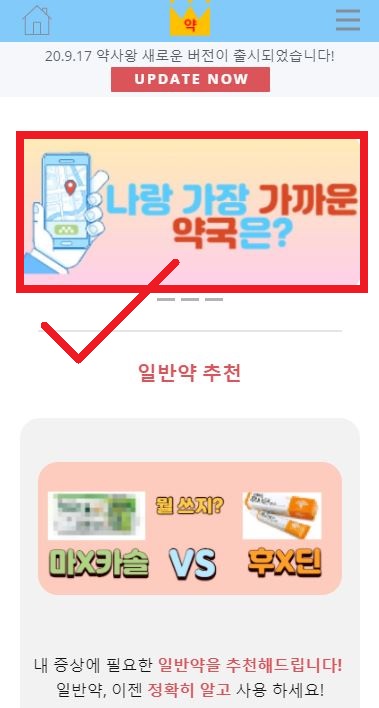 약
20.9.17 약사왕 새로운 버전이 출시되었습니다!
UPDATE NOW
나랑 가장 가까운
약국은?
일반약 추천
뭘 쓰지?
마X카솔 VS 후X딘
내 증상에 필요한 일반약을 추천해드립니다!
일반약, 이젠 정확히 알고 사용 하세요!